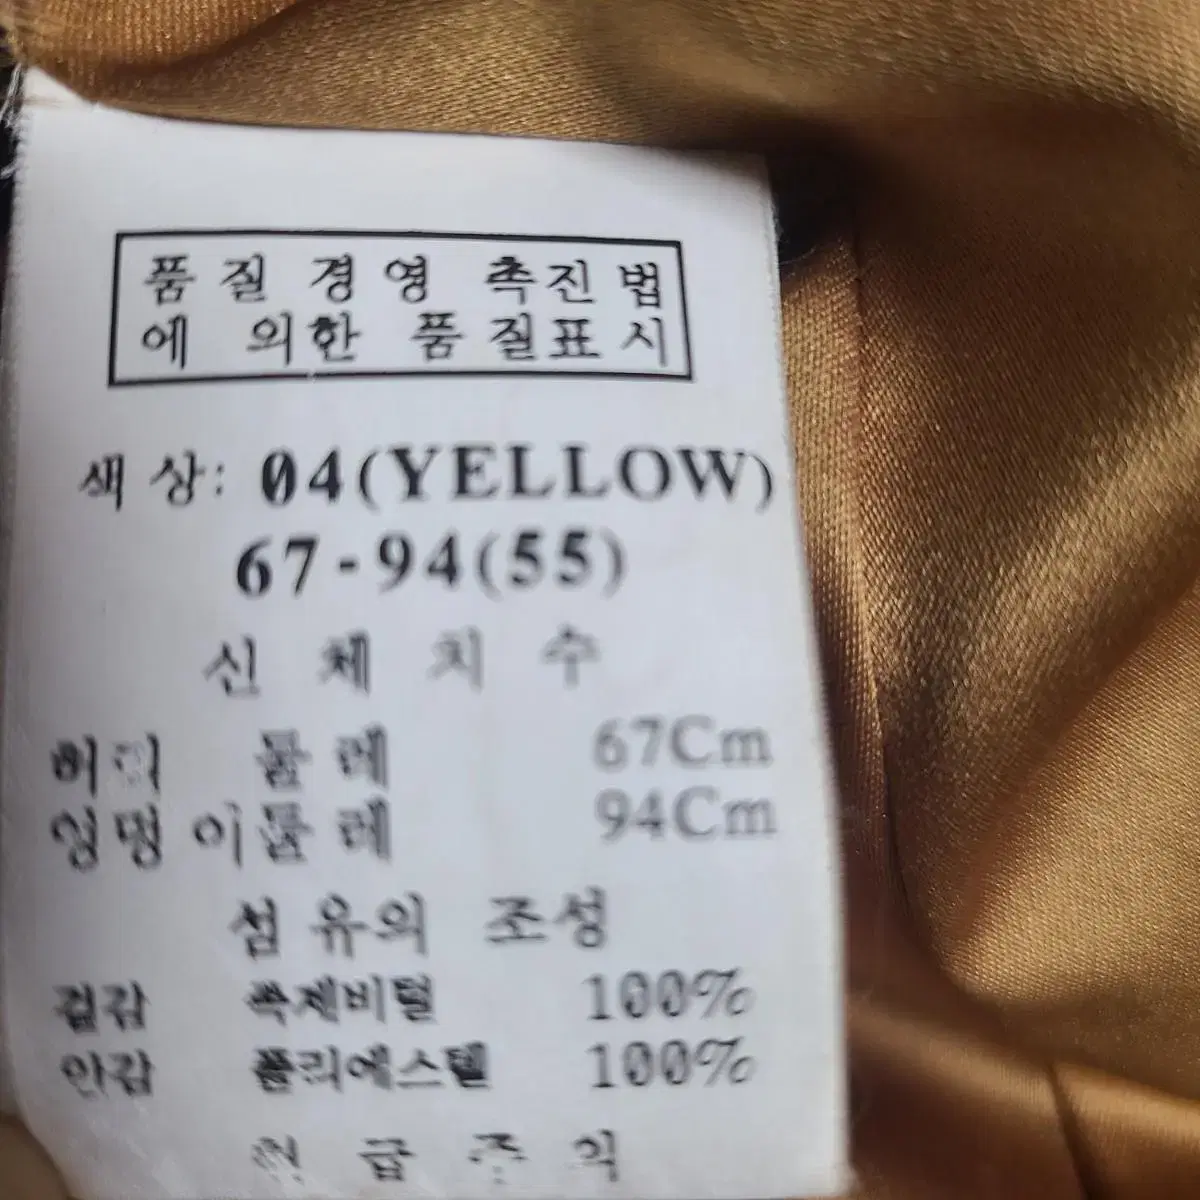 품질경영 촉진법
에 의한 품질표시
색상: 04(YELLOW)
67-94(55)
신체치수
허리 둘레 67Cm
엉덩이둘레 94Cm
섬유의 조성
겉감 족제비털 100%
안감 폴리에스텔 100%
취급주의